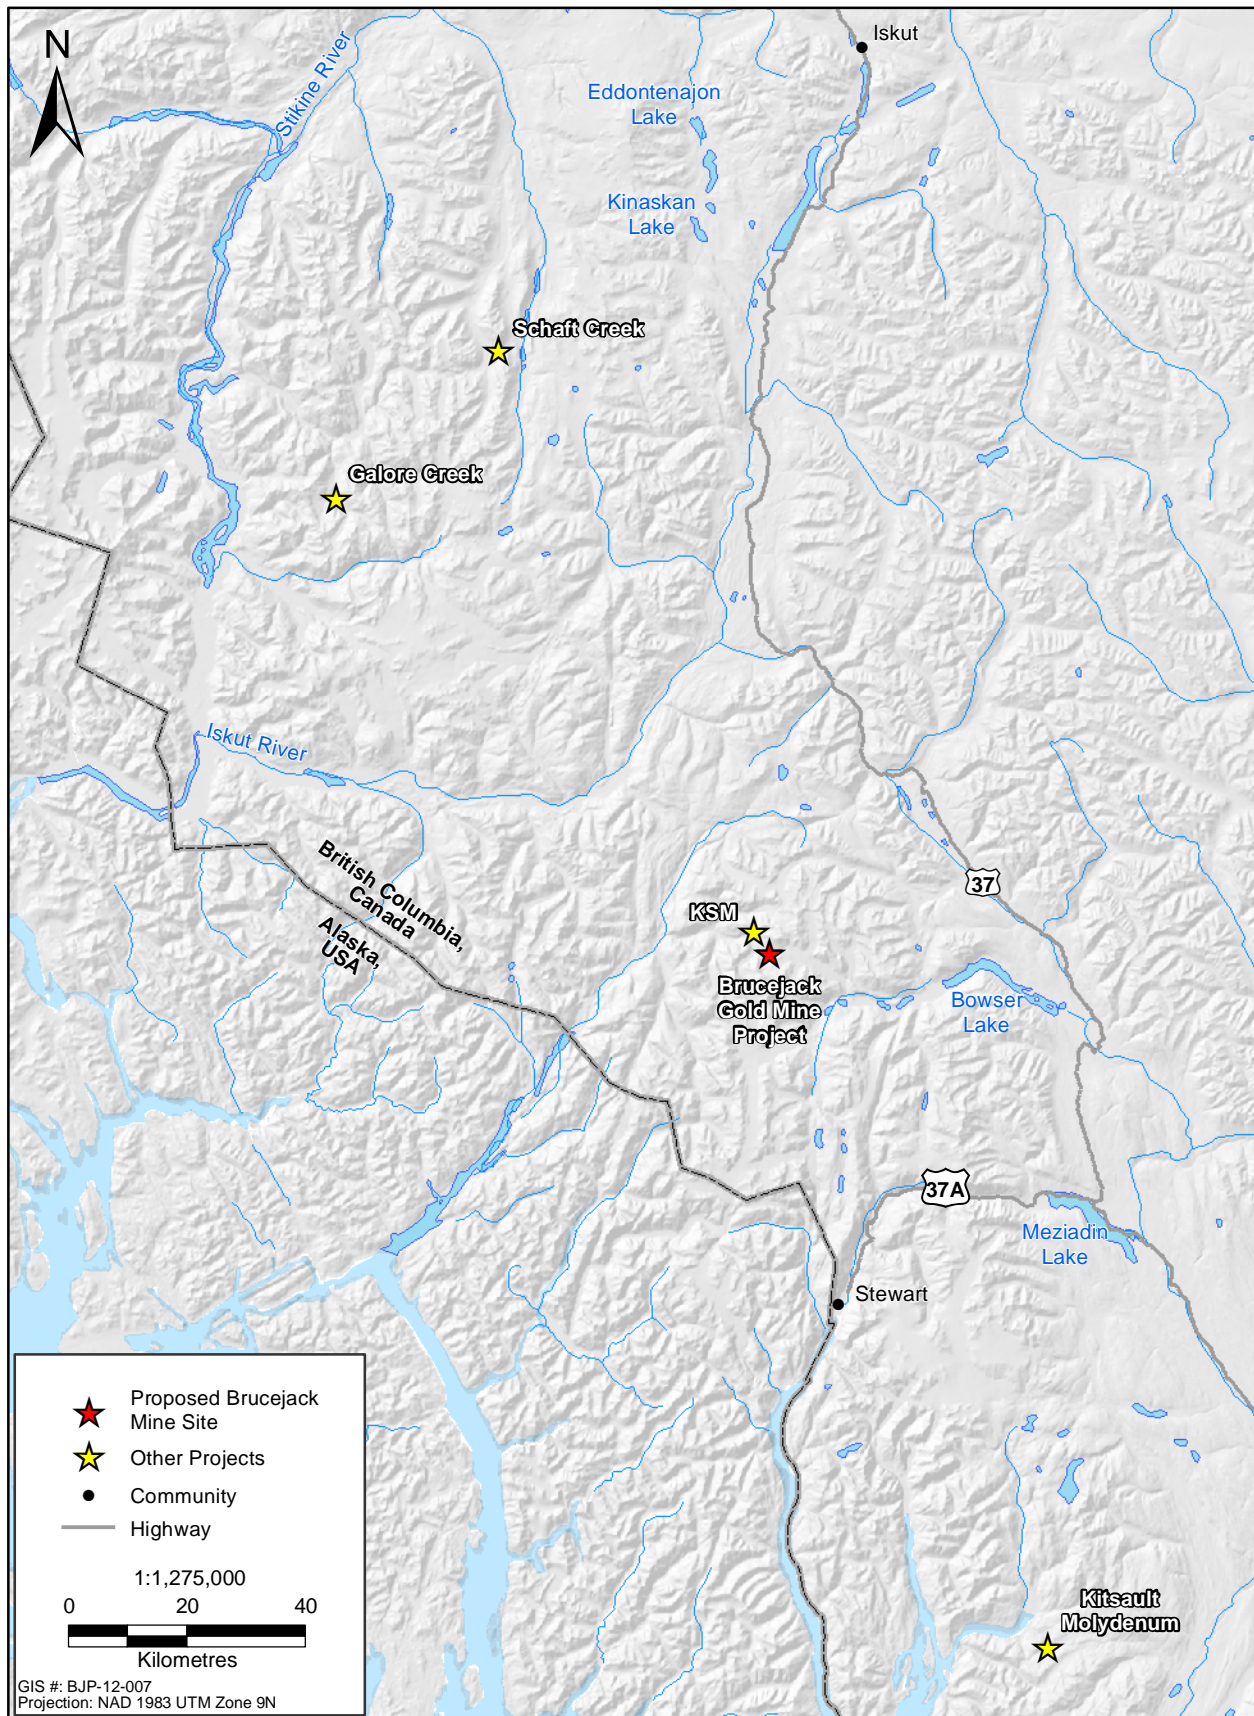 N
Iskut
Stikine River
Eddontenajon
Lake
Kinaskan
Lake
Schaft Creek
Galore Creek
Iskut River
British Columbia,
Canada
Alaska,
USA
37
KSM
Brucejack
Gold Mine
Project
Bowser
Lake
37A
Meziadin
Lake
Stewart
Proposed Brucejack
Mine Site
Other Projects
Community
Highway
1:1,275,000
0 20 40
Kilometres
GIS #: BJP-12-007
Projection: NAD 1983 UTM Zone 9N
Kitsault
Molydenum